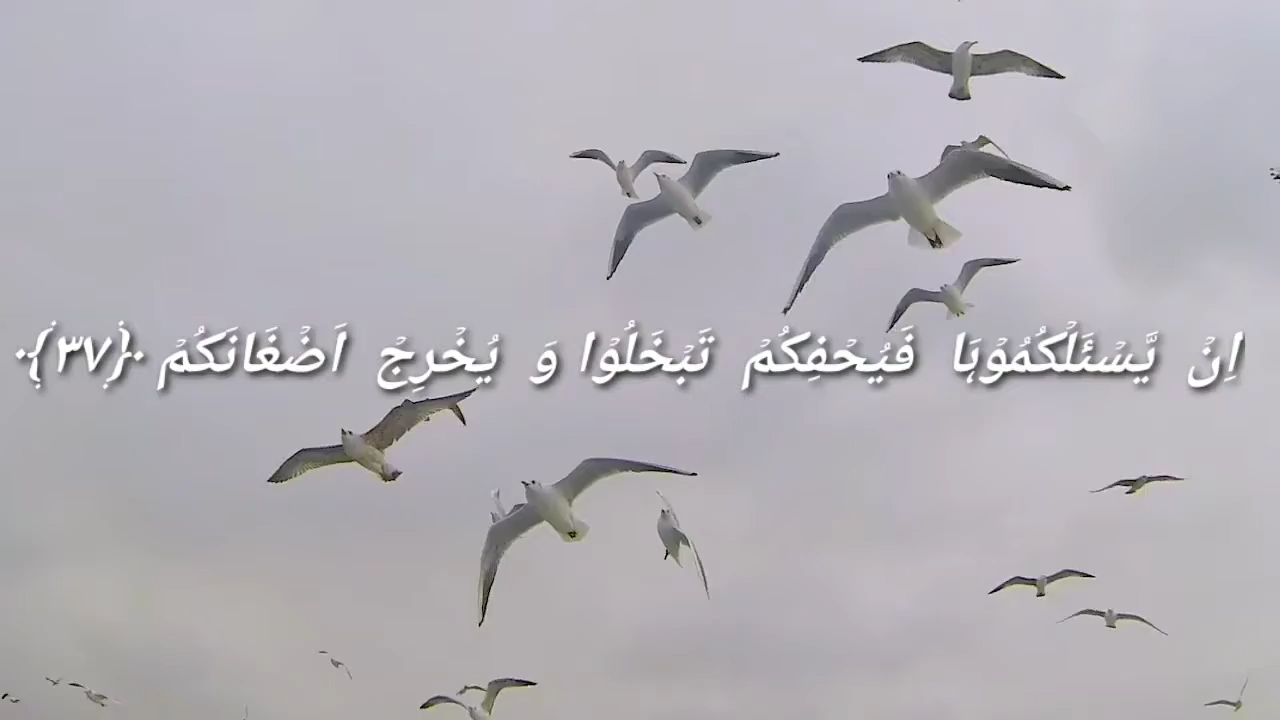 اِنۡ یَّسۡـَٔلۡکُمُوۡہَا فَیُحۡفِکُمۡ تَبۡخَلُوۡا وَ یُخۡرِجۡ اَضۡغَانَکُمۡ ﴿۳۷﴾